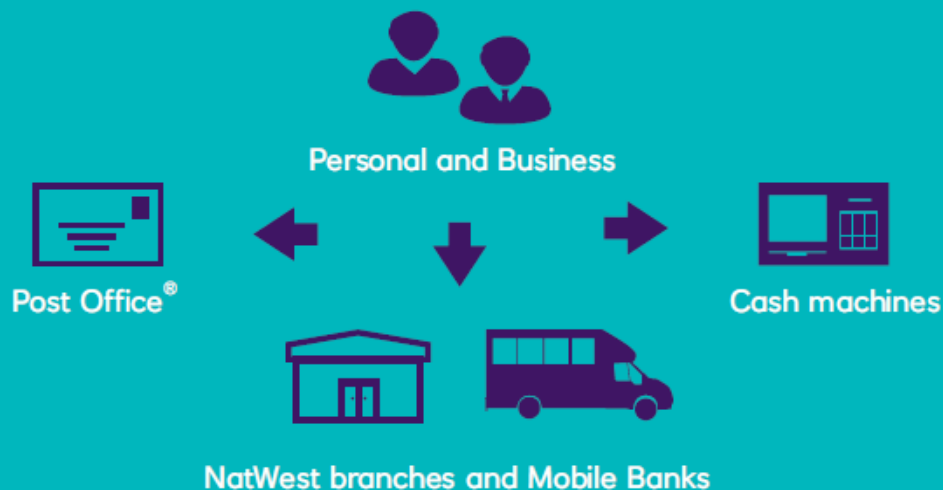 Personal and Business
Post Office®
Cash machines
NatWest branches and Mobile Banks